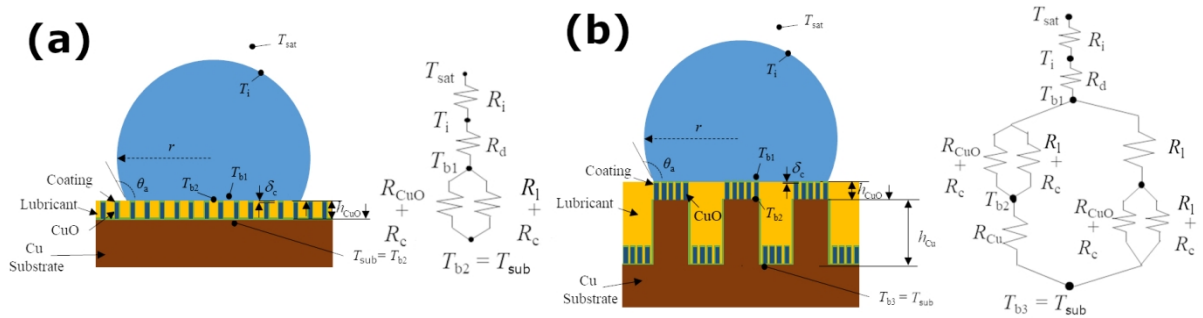 (a)
T_sat
T_i
r
θ_a
T_b2
T_b1
δ_c
h_CuO
Coating
Lubricant
CuO
Cu
Substrate
T_sub = T_b2
T_sat
R_i
T_i
R_d
T_b1
R_CuO
+
R_c
R_l
+
R_c
T_b2 = T_sub
(b)
T_sat
T_i
r
θ_a
T_b1
δ_c
h_CuO
Coating
CuO
T_b2
Lubricant
h_Cu
Cu
Substrate
T_b3 = T_sub
T_sat
R_i
T_i
R_d
T_b1
R_CuO
+
R_c
R_l
+
R_c
R_l
T_b2
R_Cu
R_CuO
+
R_c
R_l
+
R_c
T_b3 = T_sub